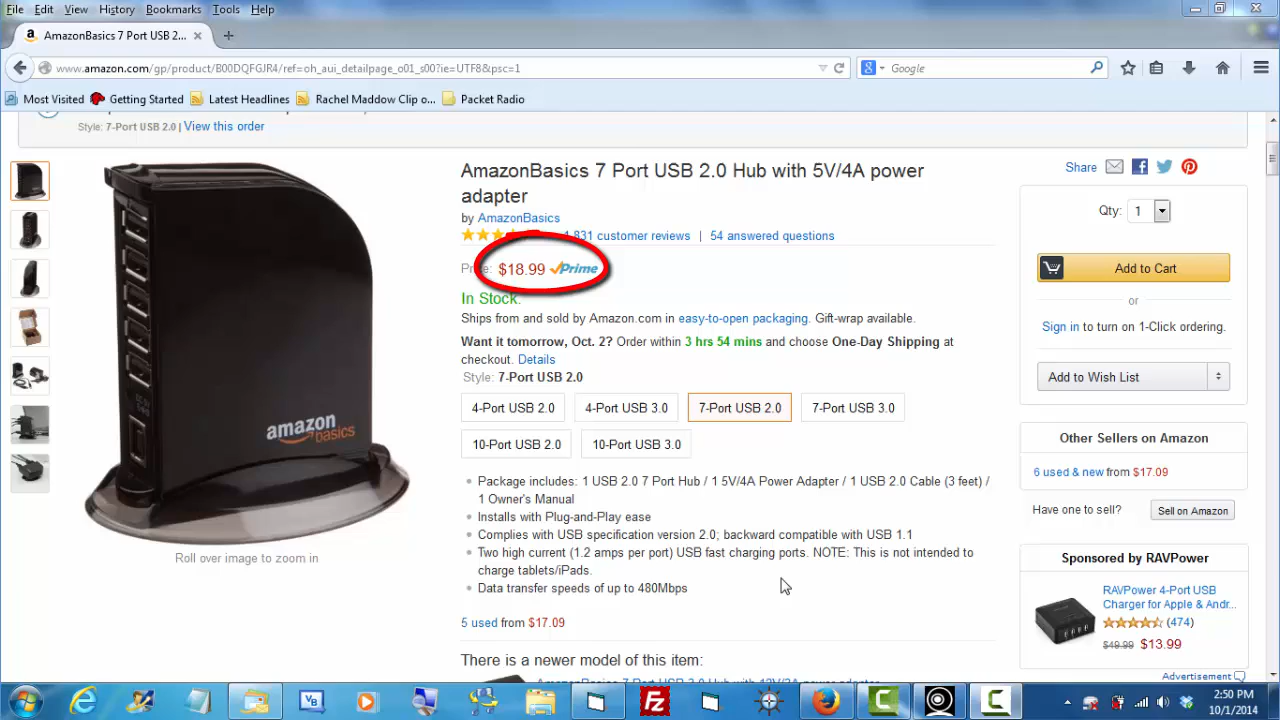 File Edit View History Bookmarks Tools Help
AmazonBasics 7 Port USB 2...
www.amazon.com/gp/product/B00DQFGJR4/ref=oh_aui_detailpage_o01_s00?ie=UTF8&psc=1
Google
Most Visited Getting Started Latest Headlines Rachel Maddow Clip o... Packet Radio
Style: 7-Port USB 2.0 | View this order
AmazonBasics 7 Port USB 2.0 Hub with 5V/4A power
adapter
by AmazonBasics
831 customer reviews | 54 answered questions
$18.99 Prime
In Stock.
Ships from and sold by Amazon.com in easy-to-open packaging. Gift-wrap available.
Want it tomorrow, Oct. 2? Order within 3 hrs 54 mins and choose One-Day Shipping at
checkout. Details
Style: 7-Port USB 2.0
4-Port USB 2.0 4-Port USB 3.0 7-Port USB 2.0 7-Port USB 3.0
10-Port USB 2.0 10-Port USB 3.0
Package includes: 1 USB 2.0 7 Port Hub / 1 5V/4A Power Adapter / 1 USB 2.0 Cable (3 feet) /
1 Owner's Manual
Installs with Plug-and-Play ease
Complies with USB specification version 2.0; backward compatible with USB 1.1
Two high current (1.2 amps per port) USB fast charging ports. NOTE: This is not intended to
charge tablets/iPads.
Data transfer speeds of up to 480Mbps
5 used from $17.09
There is a newer model of this item:
amazon
basics
Roll over image to zoom in
Share
Qty: 1
Add to Cart
or
Sign in to turn on 1-Click ordering.
Add to Wish List
Other Sellers on Amazon
6 used & new from $17.09
Have one to sell? Sell on Amazon
Sponsored by RAVPower
RAVPower 4-Port USB
Charger for Apple & Andr...
(474)
$49.99 $13.99
Advertisement
2:50 PM
10/1/2014